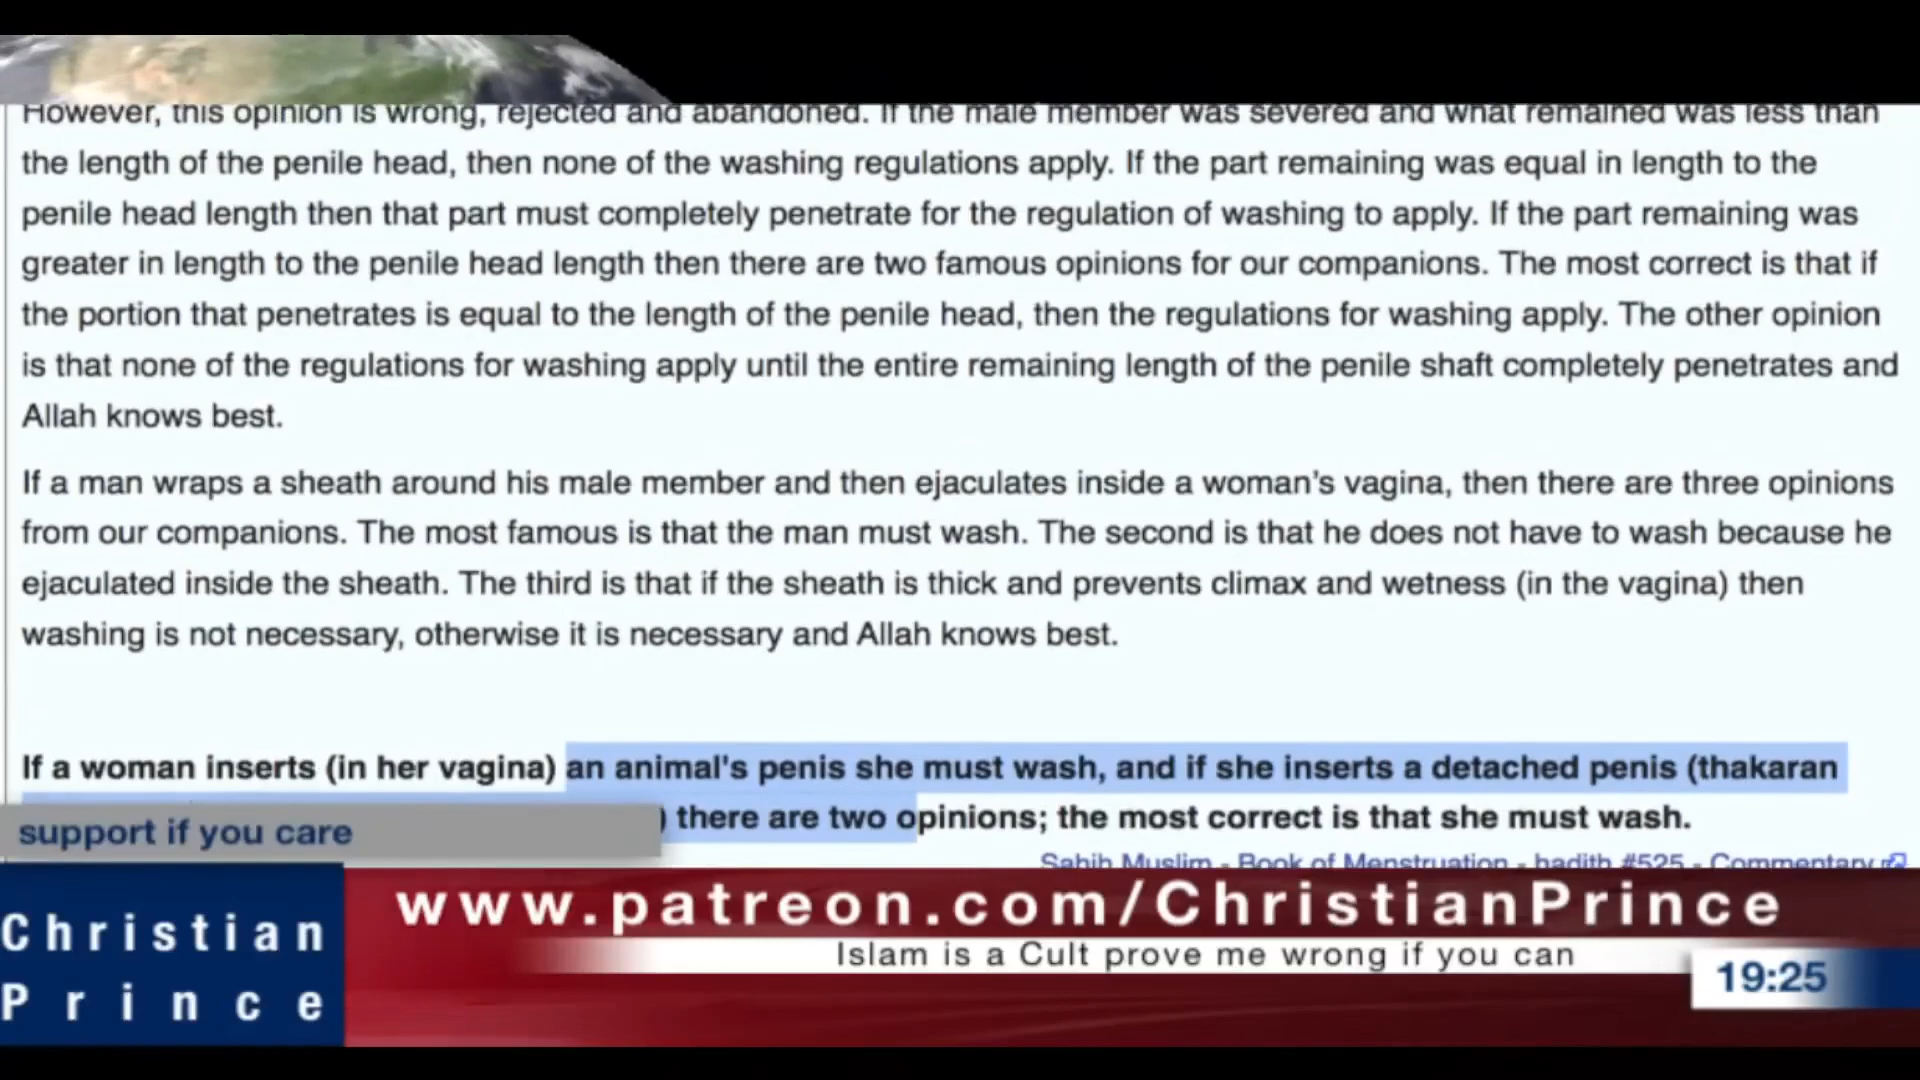 However, this opinion is wrong, rejected and abandoned. If the male member was severed and what remained was less than
the length of the penile head, then none of the washing regulations apply. If the part remaining was equal in length to the
penile head length then that part must completely penetrate for the regulation of washing to apply. If the part remaining was
greater in length to the penile head length then there are two famous opinions for our companions. The most correct is that if
the portion that penetrates is equal to the length of the penile head, then the regulations for washing apply. The other opinion
is that none of the regulations for washing apply until the entire remaining length of the penile shaft completely penetrates and
Allah knows best.
If a man wraps a sheath around his male member and then ejaculates inside a woman's vagina, then there are three opinions
from our companions. The most famous is that the man must wash. The second is that he does not have to wash because he
ejaculated inside the sheath. The third is that if the sheath is thick and prevents climax and wetness (in the vagina) then
washing is not necessary, otherwise it is necessary and Allah knows best.
If a woman inserts (in her vagina) an animal's penis she must wash, and if she inserts a detached penis (thakaran
) there are two opinions; the most correct is that she must wash.
support if you care
Sahih Muslim - Book of Menstruation - hadith #525 - Commentary
Christian
Prince
www.patreon.com/ChristianPrince
Islam is a Cult prove me wrong if you can
19:25